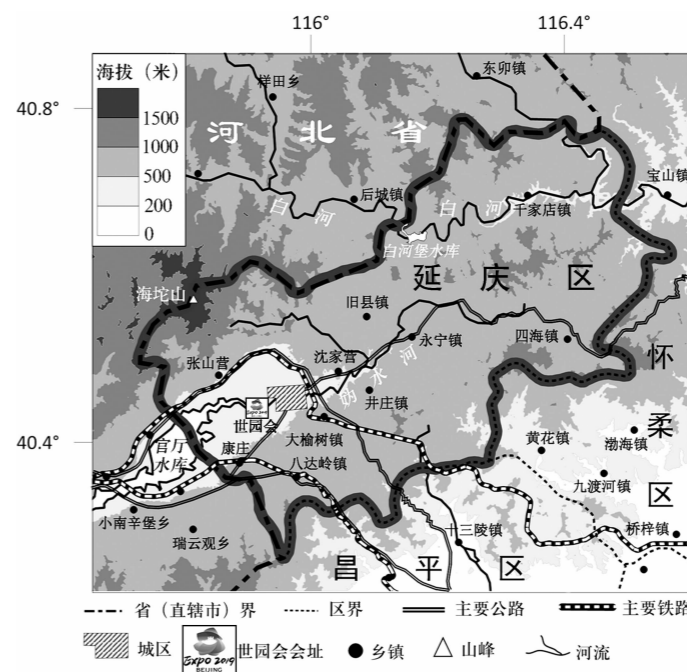 116°
116.4°
海拔（米）
1500
1000
500
200
0
40.8°
40.4°
祥田乡
东卯镇
河北省
宝山镇
后城镇
白河
白河
千家店镇
白河堡水库
延庆区
海坨山
旧县镇
永宁镇
四海镇
怀柔区
张山营
沈家营
妫水河
井庄镇
世园会
大榆树镇
官厅水库
康庄
八达岭镇
黄花镇
渤海镇
九渡河镇
小南辛堡乡
瑞云观乡
十三陵镇
桥梓镇
昌平区
省（直辖市）界
区界
主要公路
主要铁路
城区
EXPO 2019
BEIJING
世园会会址
乡镇
山峰
河流